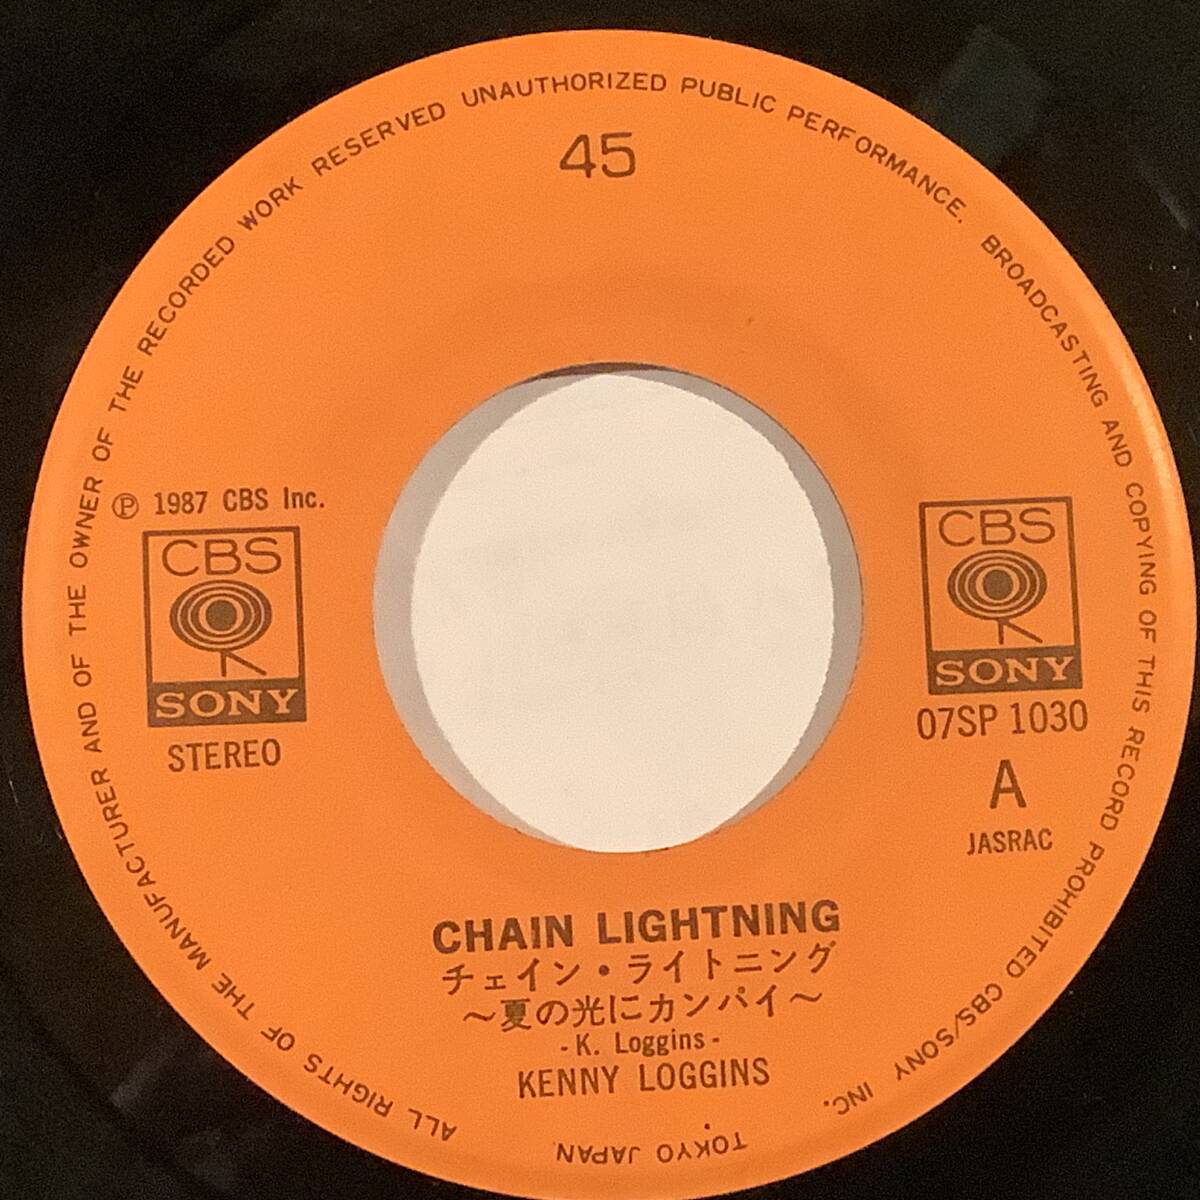 ALL RIGHTS OF THE MANUFACTURER AND OF THE OWNER OF THE RECORDED WORK RESERVED UNAUTHORIZED PUBLIC PERFORMANCE. BROADCASTING AND COPYING OF THIS RECORD PROHIBITED CBS/SONY INC. TOKYO JAPAN.
45
Ⓟ 1987 CBS Inc.
CBS
SONY
STEREO
CBS
SONY
07SP 1030
A
JASRAC
CHAIN LIGHTNING
チェイン・ライトニング
〜夏の光にカンパイ〜
- K. Loggins -
KENNY LOGGINS